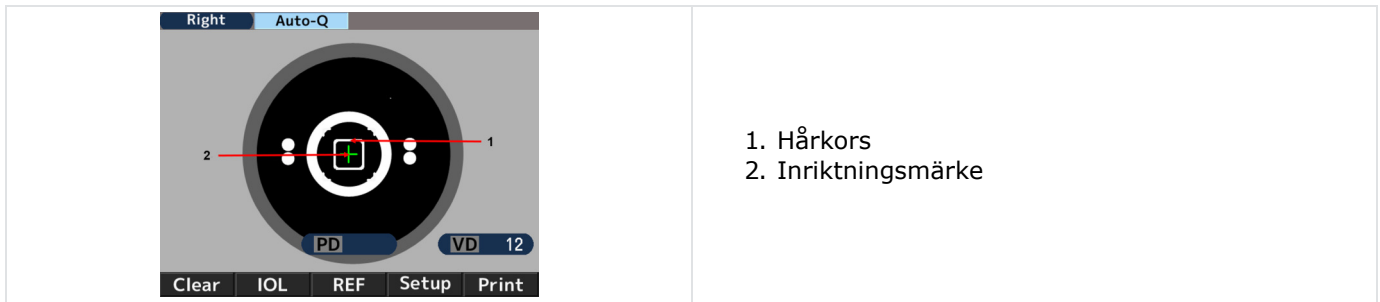 Right Auto-Q
1
2
PD VD 12
Clear IOL REF Setup Print
1. Hårkors
2. Inriktningsmärke